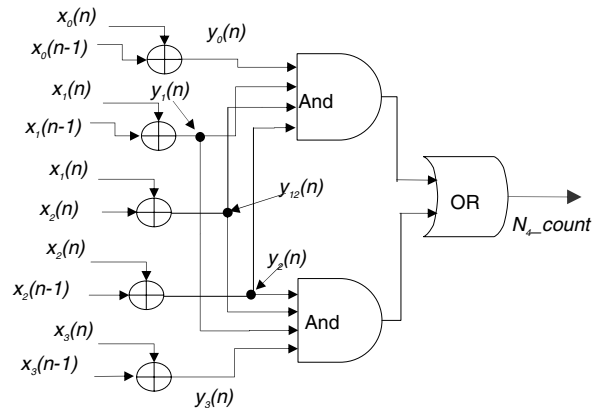 x0(n)
x0(n-1)
y0(n)
x1(n)
y1(n)
x1(n-1)
And
x1(n)
x2(n)
y12(n)
OR
N4_count
x2(n)
y2(n)
x2(n-1)
And
x3(n)
x3(n-1)
y3(n)